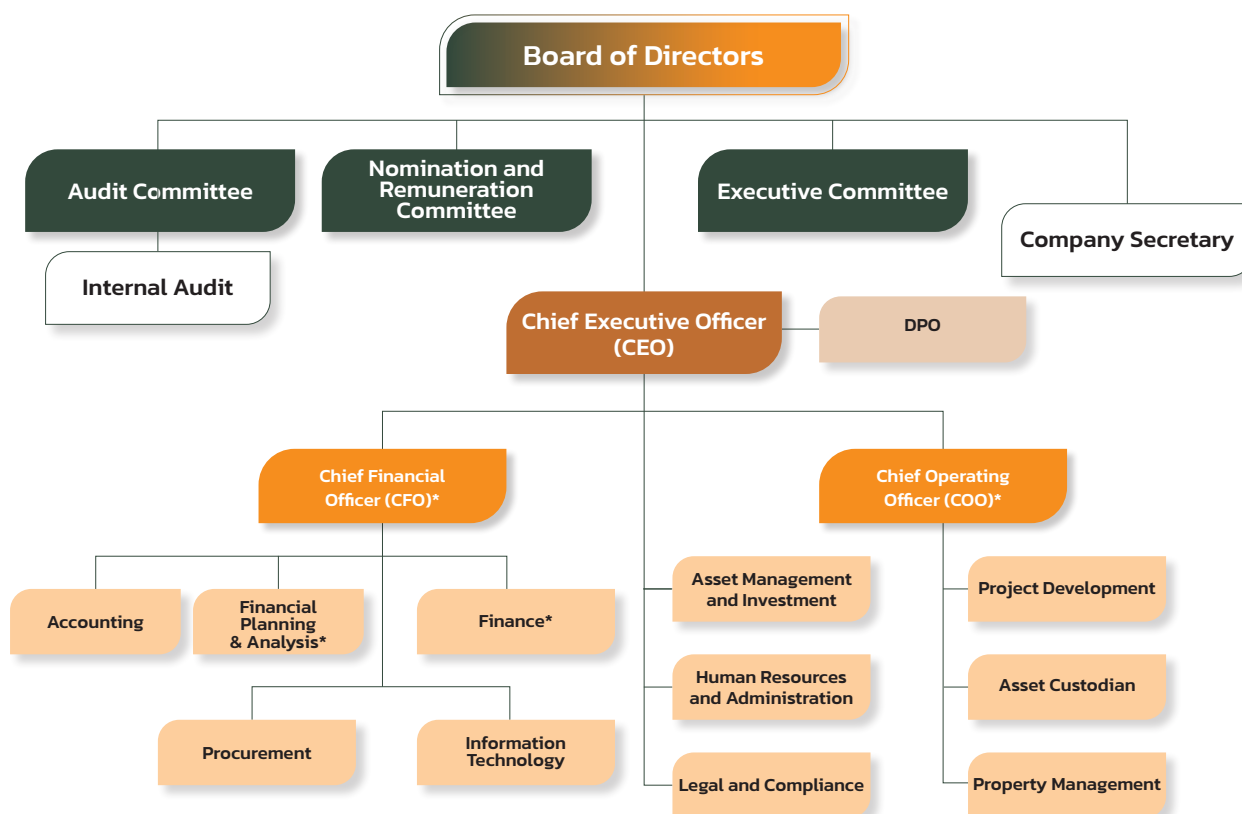 Board of Directors
Audit Committee
Nomination and
Remuneration
Committee
Executive Committee
Company Secretary
Internal Audit
Chief Executive Officer
(CEO)
DPO
Chief Financial
Officer (CFO)*
Chief Operating
Officer (COO)*
Accounting
Financial
Planning
& Analysis*
Finance*
Asset Management
and Investment
Project Development
Human Resources
and Administration
Asset Custodian
Procurement
Information
Technology
Legal and Compliance
Property Management